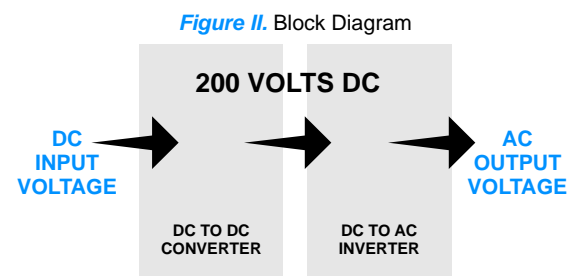 Figure II. Block Diagram
200 VOLTS DC
DC
INPUT
VOLTAGE
AC
OUTPUT
VOLTAGE
DC TO DC
CONVERTER
DC TO AC
INVERTER